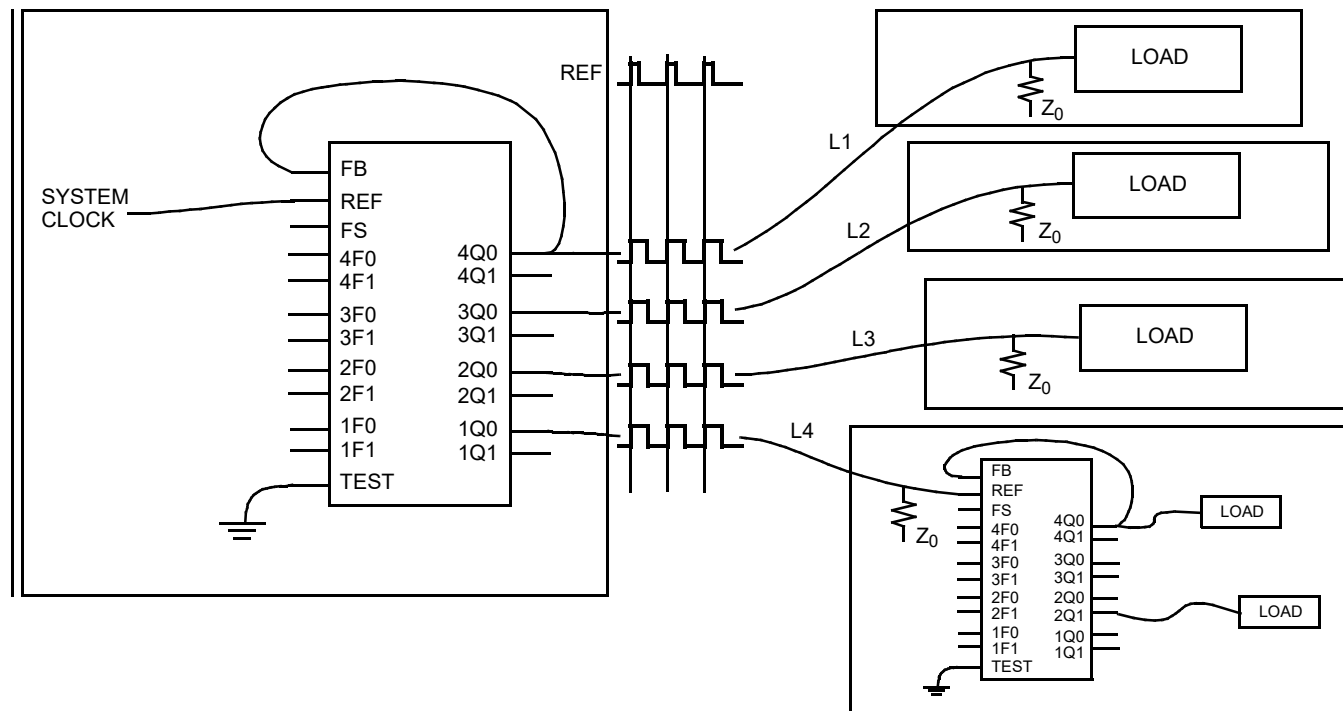 SYSTEM
CLOCK
FB
REF
FS
4F0
4F1
3F0
3F1
2F0
2F1
1F0
1F1
TEST
4Q0
4Q1
3Q0
3Q1
2Q0
2Q1
1Q0
1Q1
REF
L1
L2
L3
L4
LOAD
Z0
LOAD
Z0
LOAD
Z0
Z0
FB
REF
FS
4F0
4F1
3F0
3F1
2F0
2F1
1F0
1F1
TEST
4Q0
4Q1
3Q0
3Q1
2Q0
2Q1
1Q0
1Q1
LOAD
LOAD